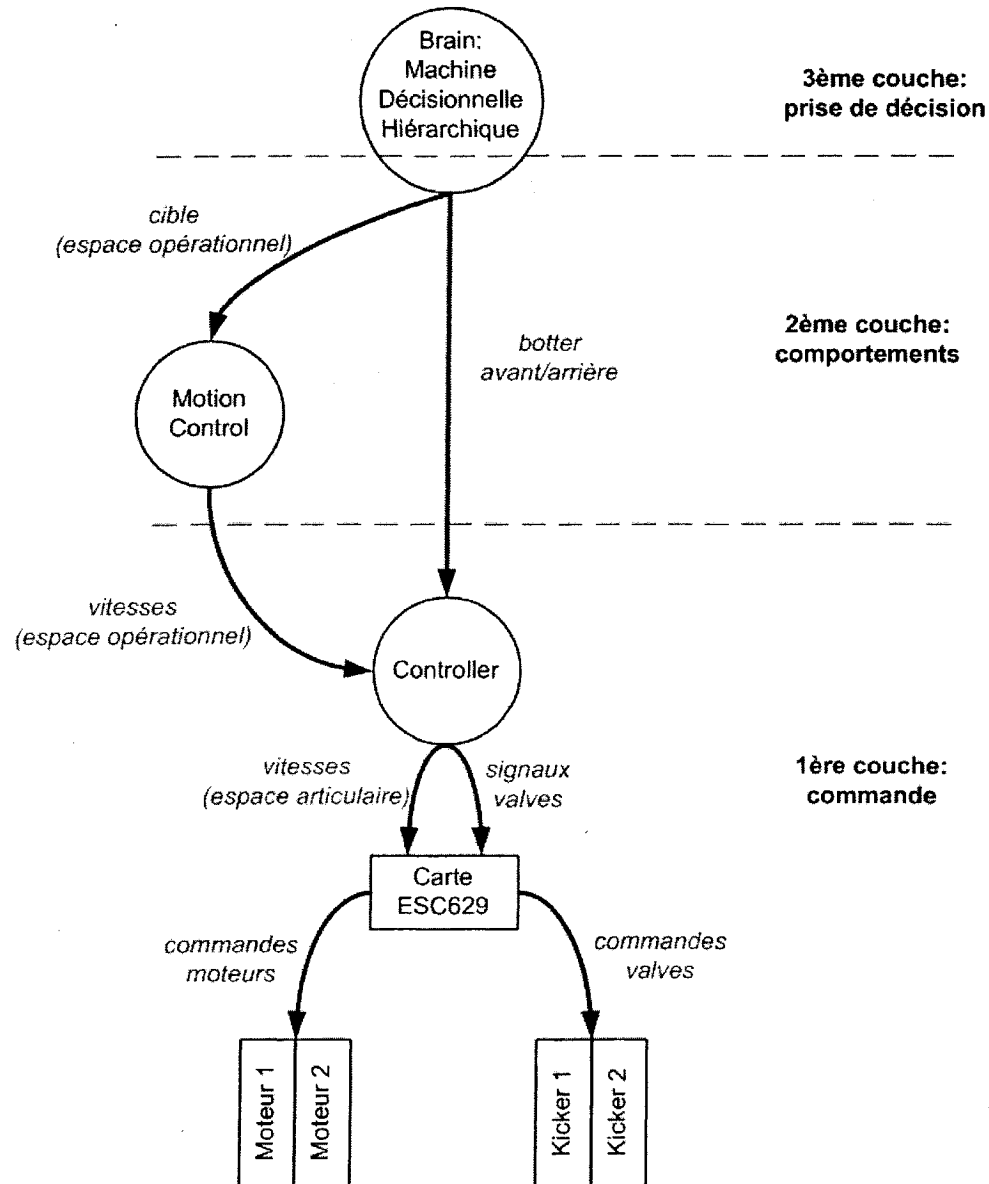 Brain:
Machine
Décisionnelle
Hiérarchique
3ème couche:
prise de décision
cible
(espace opérationnel)
botter
avant/arrière
2ème couche:
comportements
Motion
Control
vitesses
(espace opérationnel)
Controller
vitesses
(espace articulaire)
signaux
valves
1ère couche:
commande
Carte
ESC629
commandes
moteurs
commandes
valves
Moteur 1
Moteur 2
Kicker 1
Kicker 2